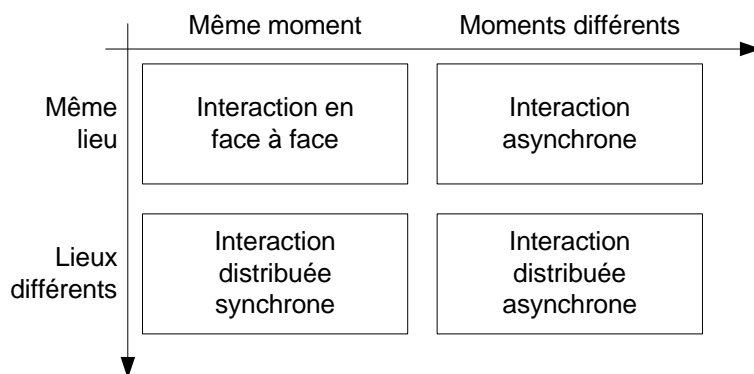 Même moment
Moments différents
Même
lieu
Interaction en
face à face
Interaction
asynchrone
Lieux
différents
Interaction
distribuée
synchrone
Interaction
distribuée
asynchrone